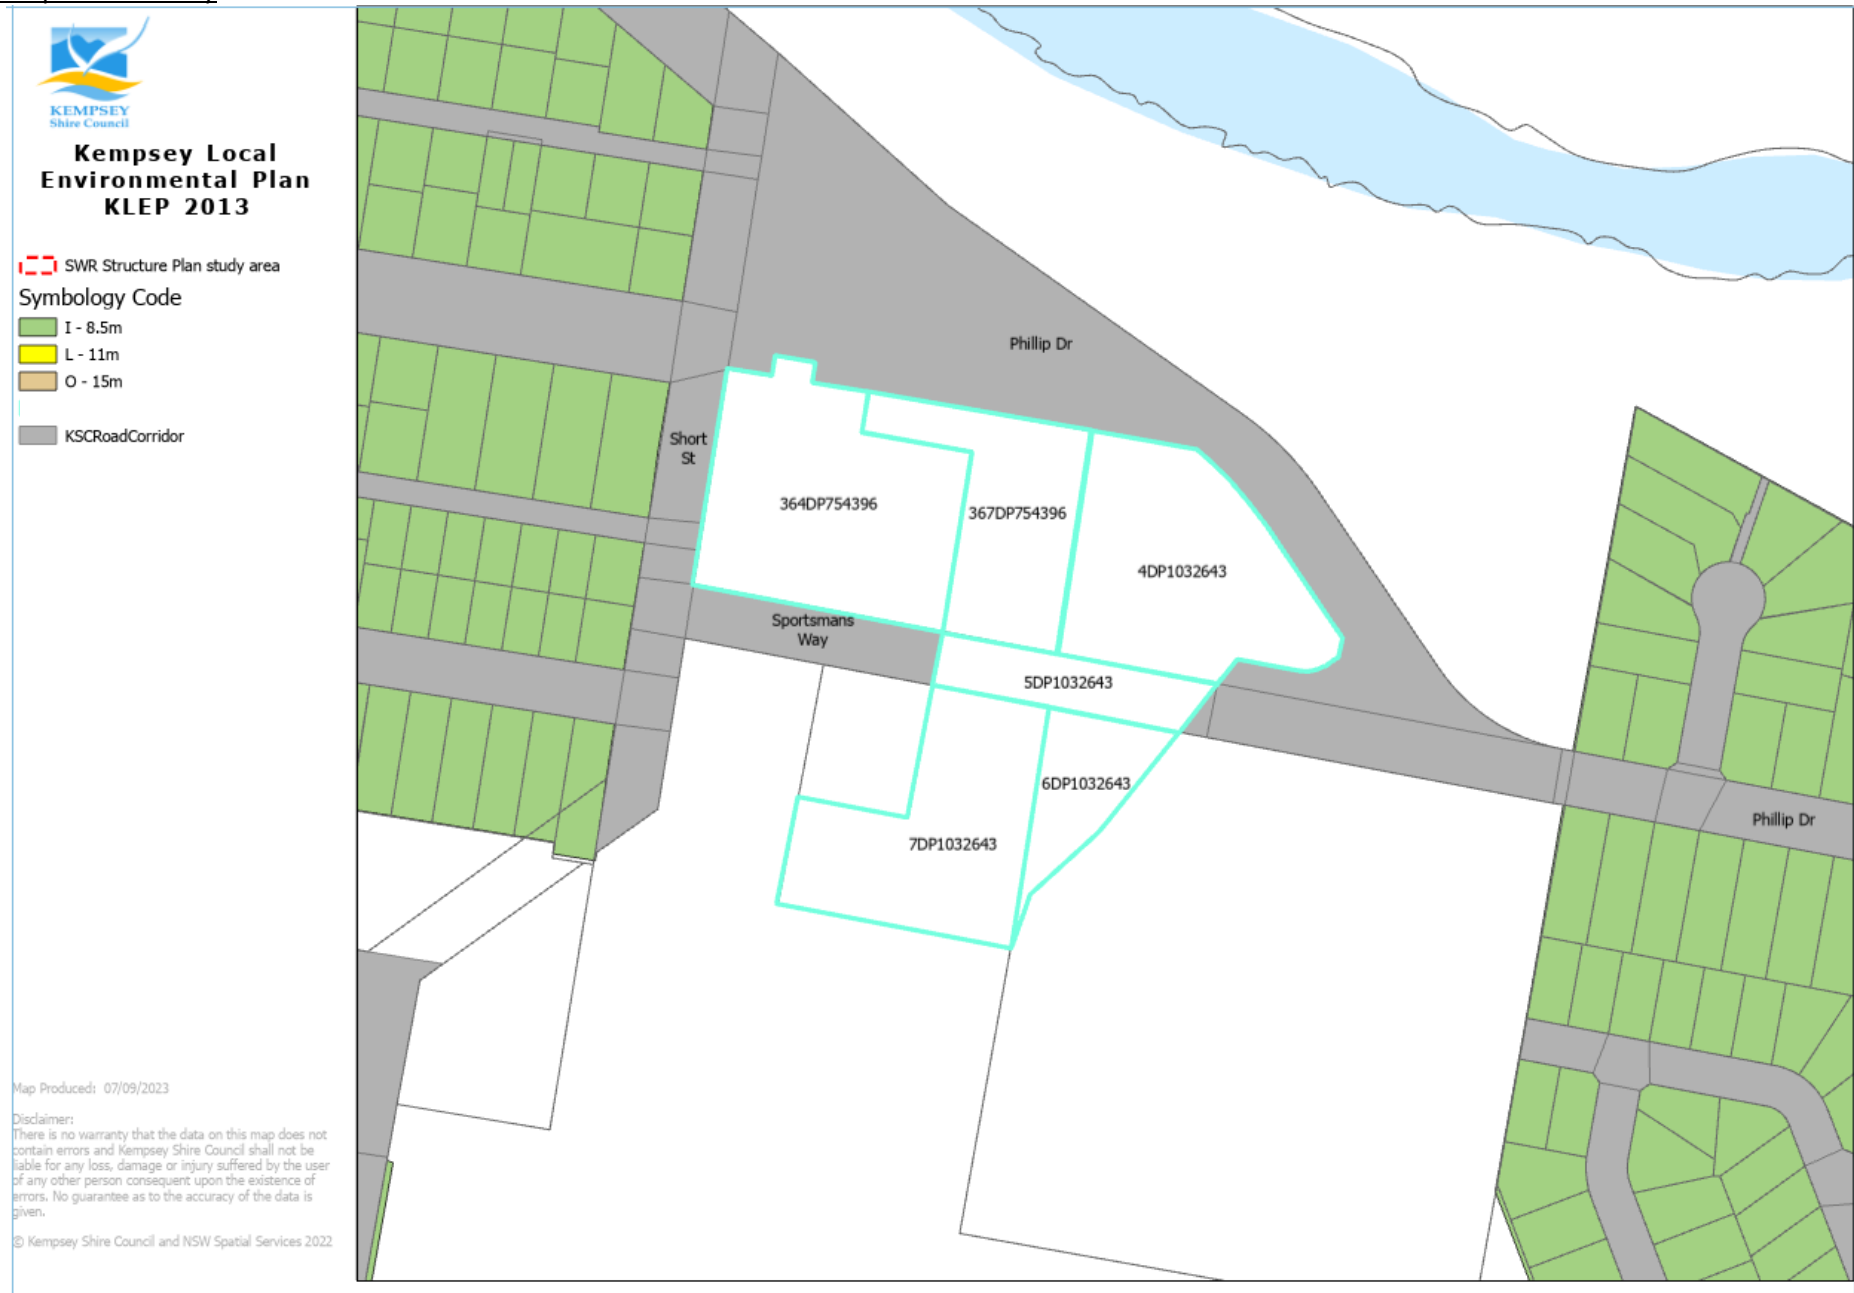 KEMPSEY
Shire Council
Kempsey Local
Environmental Plan
KLEP 2013
SWR Structure Plan study area
Symbology Code
I - 8.5m
L - 11m
O - 15m
KSCRoadCorridor
Map Produced: 07/09/2023
Disclaimer:
There is no warranty that the data on this map does not
contain errors and Kempsey Shire Council shall not be
liable for any loss, damage or injury suffered by the user
of any other person consequent upon the existence of
errors. No guarantee as to the accuracy of the data is
given.
© Kempsey Shire Council and NSW Spatial Services 2022
Phillip Dr
Short
St
364DP754396
367DP754396
4DP1032643
Sportsmans
Way
5DP1032643
6DP1032643
7DP1032643
Phillip Dr